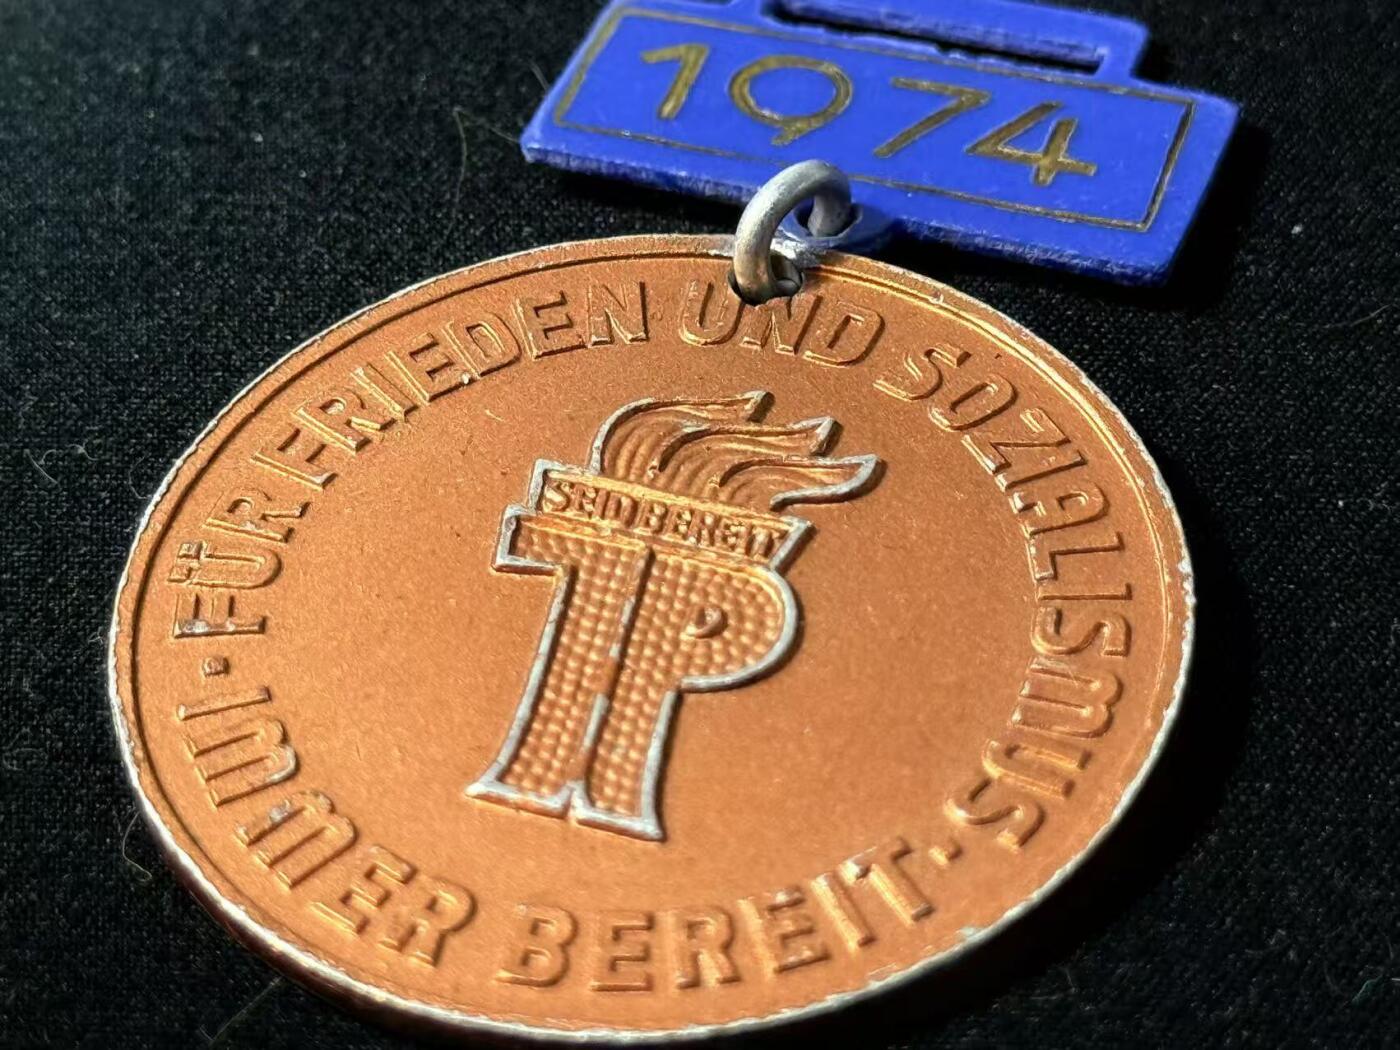 1974
FÜR FRIEDEN UND SOZIALISMUS · IMMER BEREIT ·
SEID BEREIT
JP